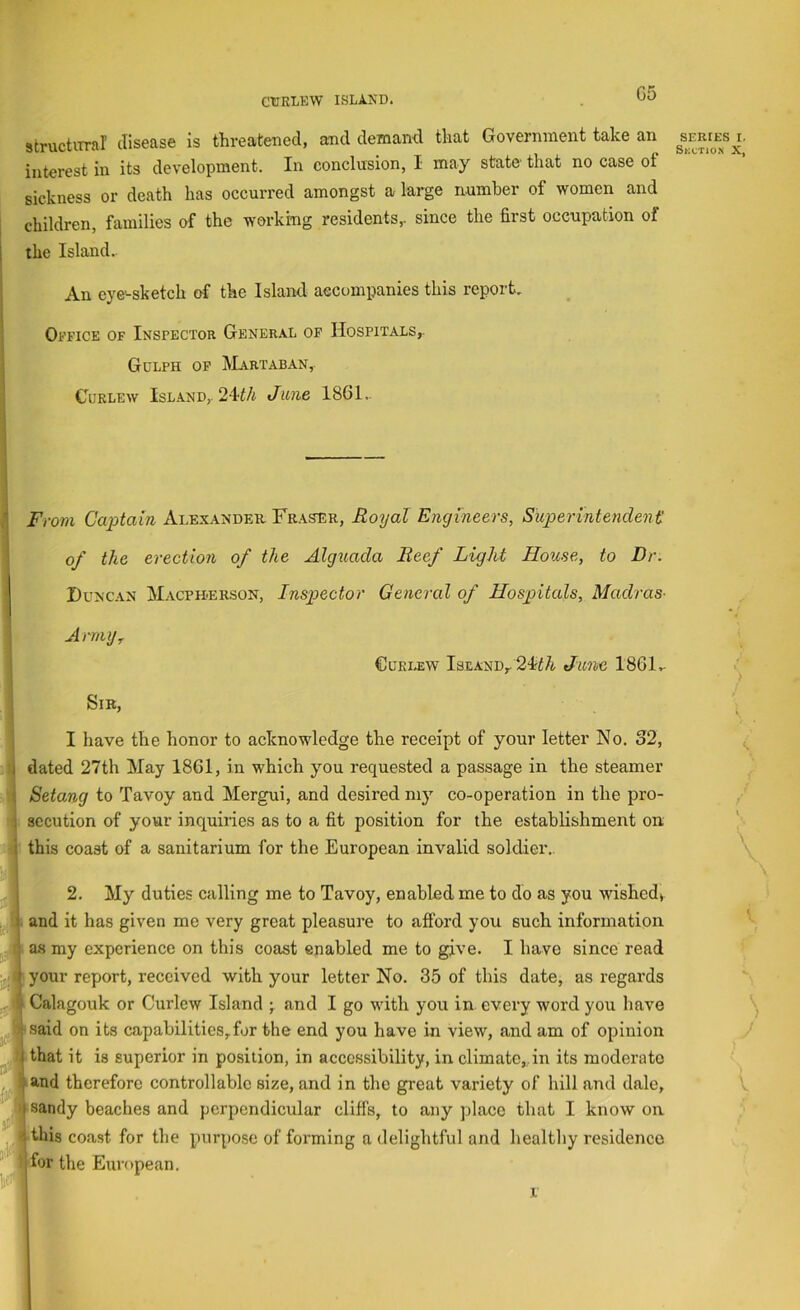 CURLEW ISLAND.
65
structural disease is threatened, and demand that Government take an
SERIES I.
SECTION X,
interest in its development. In conclusion, I may state that no case of
sickness or death has occurred amongst a large number of women and
children, families of the working residents, since the first occupation of
the Island.
An eye-sketch of the Island accompanies this report.
OFFICE OF INSPECTOR GENERAL OF HOSPITALS,
GULPH OF MARTABAN,
CURLEW ISLAND, 24th June 1861.
From Captain ALEXANDER FRASER, Royal Engineers, Superintendent
of the erection of the Alguada Reef Light House, to Dr.
DUNCAN MACPHERSON, Inspector General of Hospitals, Madras
Army,
CURLEW ISLAND, 24th June 1861.
SIR,
I have the honor to acknowledge the receipt of your letter No. 32,
dated 27th May 1861, in which you requested a passage in the steamer
Setang to Tavoy and Mergui, and desired my co-operation in the pro-
secution of your inquiries as to a fit position for the establishment on
this coast of a sanitarium for the European invalid soldier.
2. My duties calling me to Tavoy, enabled me to do as you wished,
and it has given me very great pleasure to afford you such information
as my experience on this coast enabled me to give. I have since read
your report, received with your letter No. 35 of this date, as regards
Calagouk or Curlew Island ; and I go with you in every word you have
said on its capabilities, for the end you have in view, and am of opinion
that it is superior in position, in accessibility, in climate, in its moderate
and therefore controllable size, and in the great variety of hill and dale,
sandy beaches and perpendicular cliffs, to any place that I know on
this coast for the purpose of forming a delightful and healthy residence
for the European.
I